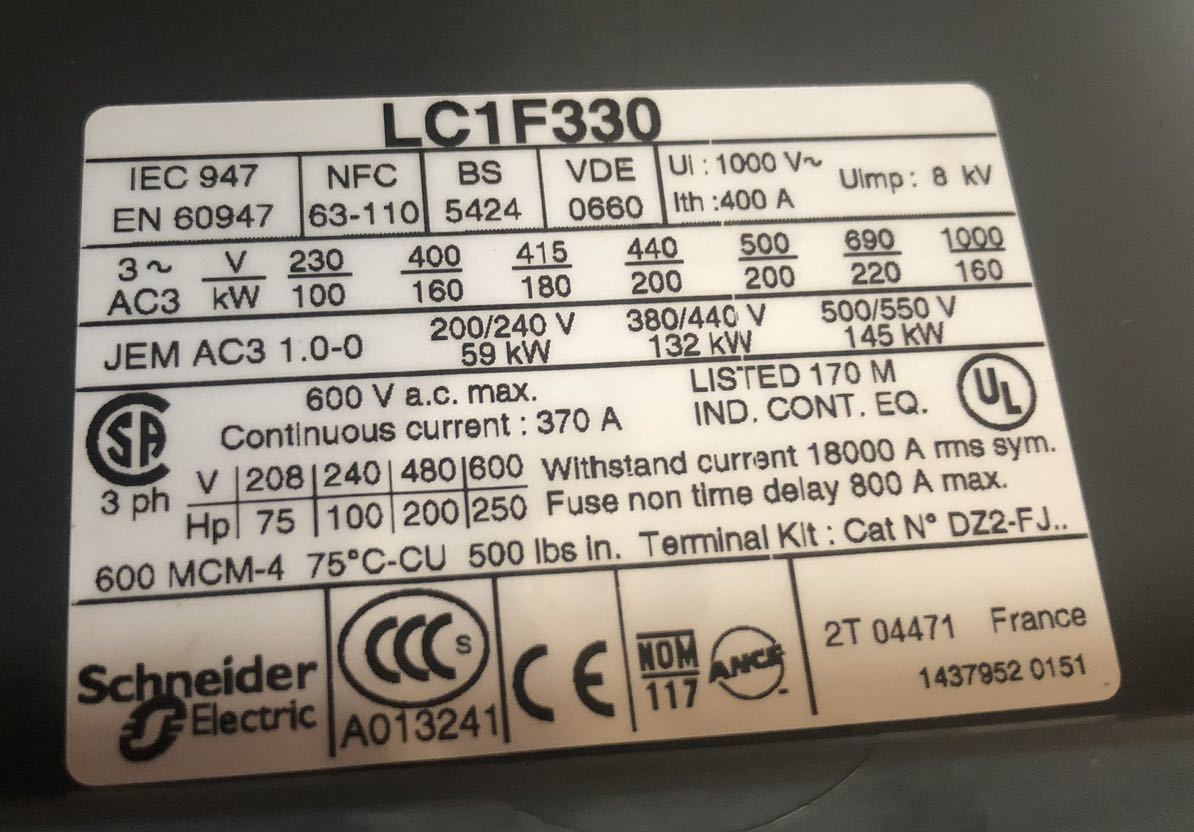 LC1F330
IEC 947 NFC BS VDE Ui : 1000 V~ Uimp : 8 kV
EN 60947 63-110 5424 0660 Ith :400 A
3~ V 230 400 415 440 500 690 1000
AC3 kW 100 160 180 200 200 220 160
JEM AC3 1.0-0 200/240 V 380/440 V 500/550 V
59 kW 132 kW 145 kW
600 V a.c. max. LISTED 170 M
SA Continuous current : 370 A IND. CONT. EQ. UL
3 ph V 208 240 480 600 Withstand current 18000 A rms sym.
Hp 75 100 200 250 Fuse non time delay 800 A max.
600 MCM-4 75°C-CU 500 lbs in. Terminal Kit : Cat N° DZ2-FJ..
Schneider CCC S CE NOM ANCE 2T 04471 France
Electric A013241 117 1437952 0151